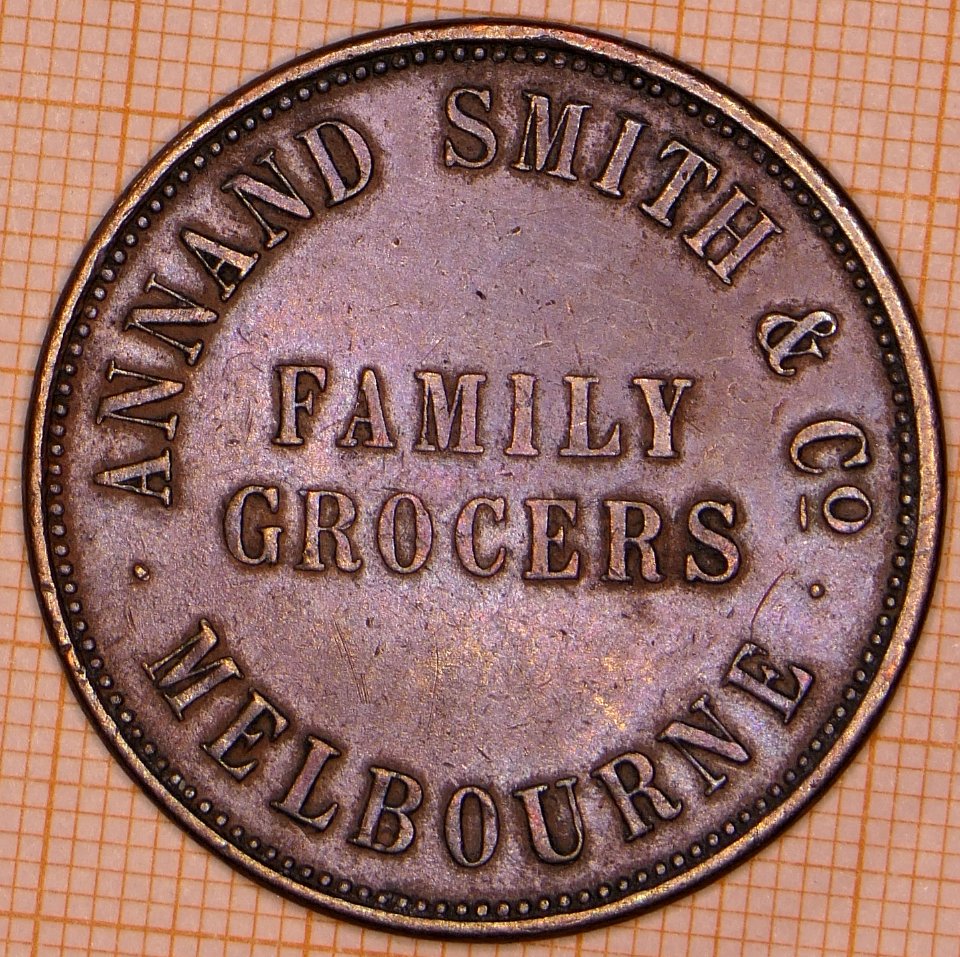 ANNAND SMITH & Co
FAMILY
GROCERS
· MELBOURNE ·